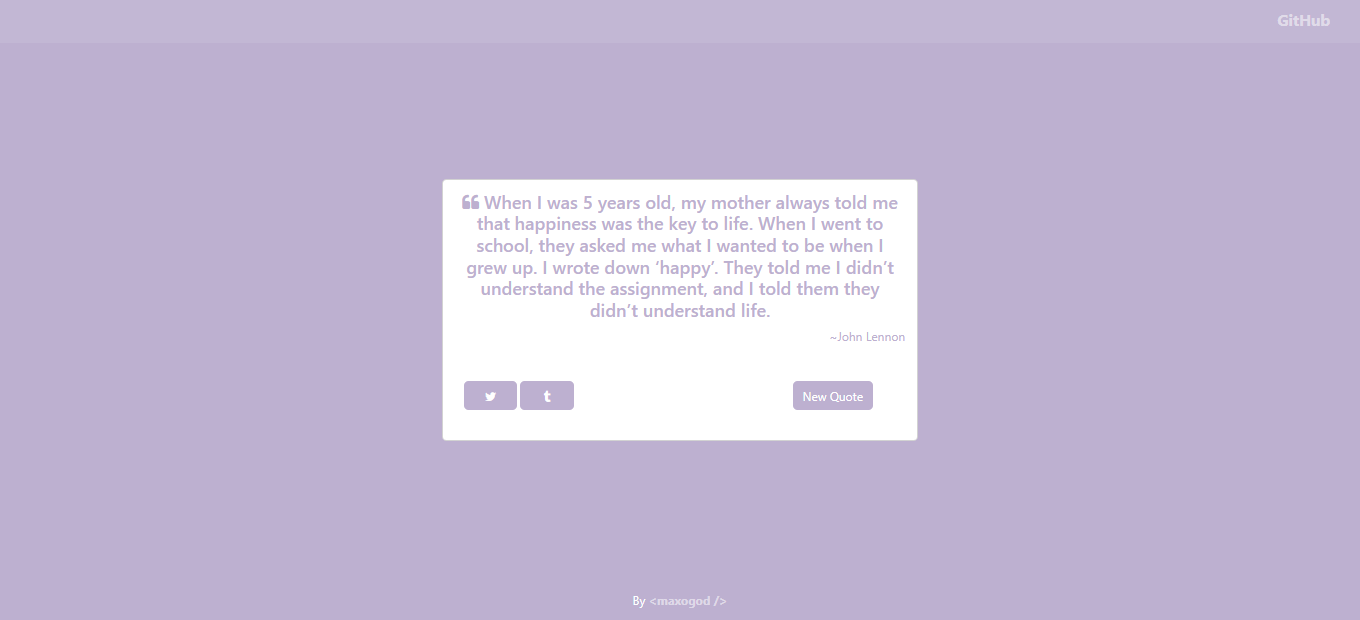 GitHub
When I was 5 years old, my mother always told me
that happiness was the key to life. When I went to
school, they asked me what I wanted to be when I
grew up. I wrote down ‘happy’. They told me I didn’t
understand the assignment, and I told them they
didn’t understand life.
~John Lennon
New Quote
By <maxogod />